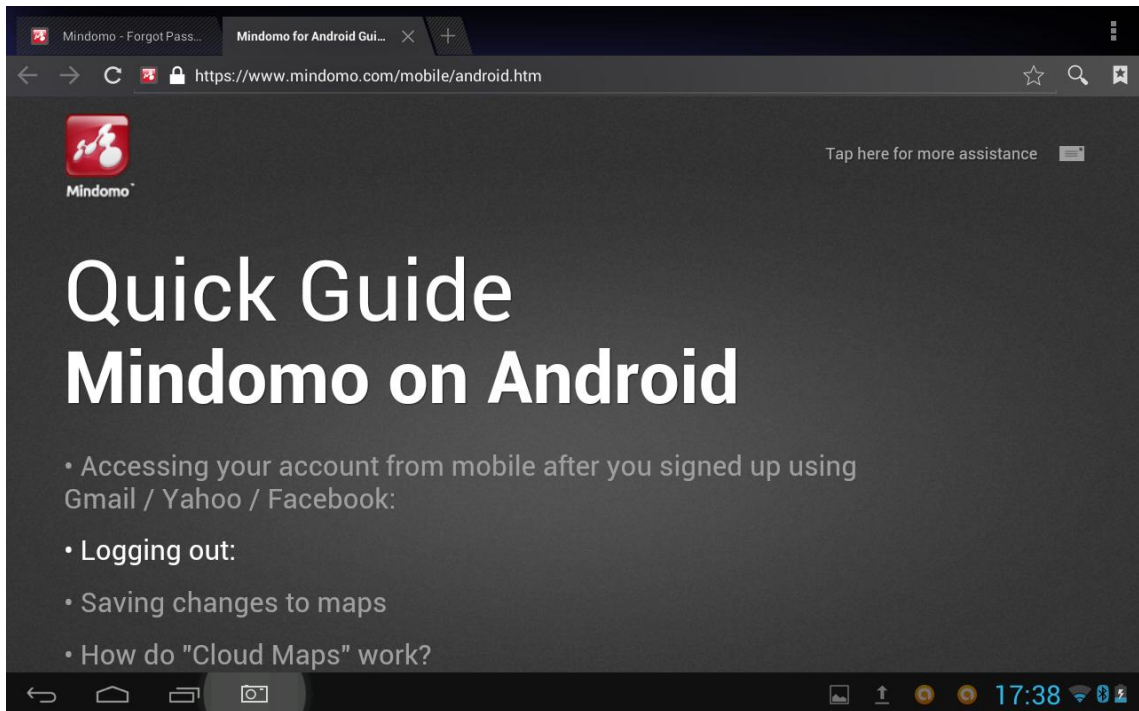 Mindomo - Forgot Pass...
Mindomo for Android Gui...
https://www.mindomo.com/mobile/android.htm
Mindomo
Tap here for more assistance
Quick Guide
Mindomo on Android
• Accessing your account from mobile after you signed up using
Gmail / Yahoo / Facebook:
• Logging out:
• Saving changes to maps
• How do "Cloud Maps" work?
17:38